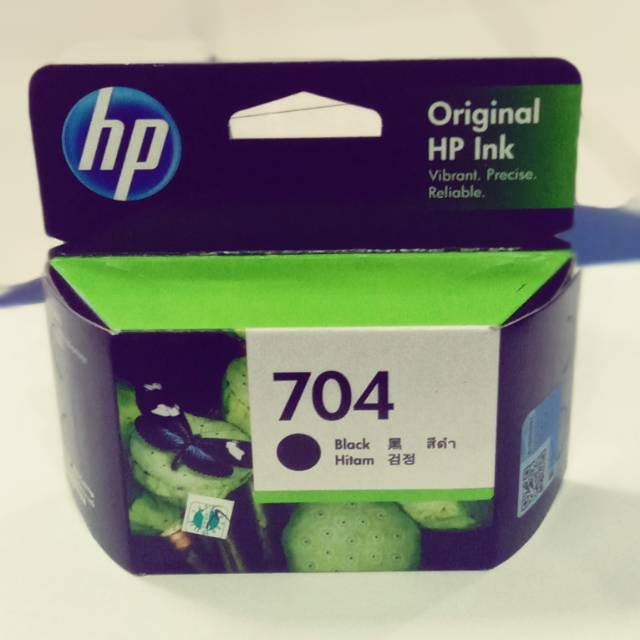 hp
Original
HP Ink
Vibrant. Precise.
Reliable.
704
Black 黑 สีดำ
Hitam 검정